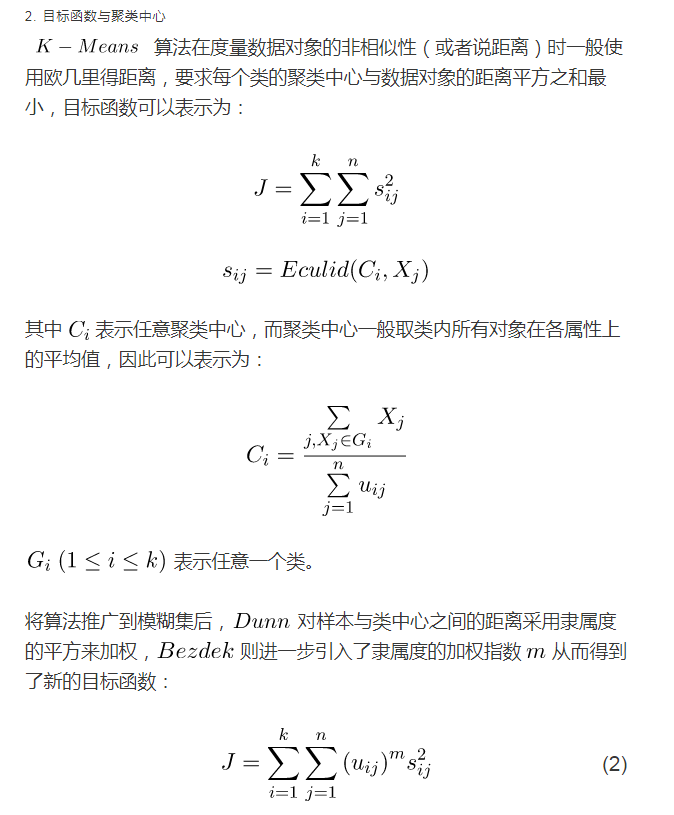 2. 目标函数与聚类中心
K − Means 算法在度量数据对象的非相似性（或者说距离）时一般使
用欧几里得距离，要求每个类的聚类中心与数据对象的距离平方之和最
小，目标函数可以表示为：
J = \sum_{i=1}^{k} \sum_{j=1}^{n} s_{ij}^{2}
s_{ij} = Eculid(C_i, X_j)
其中 C_i 表示任意聚类中心，而聚类中心一般取类内所有对象在各属性上
的平均值，因此可以表示为：
C_i = \frac{\sum_{j, X_j \in G_i} X_j}{\sum_{j=1}^{n} u_{ij}}
G_i (1 ≤ i ≤ k) 表示任意一个类。
将算法推广到模糊集后，Dunn 对样本与类中心之间的距离采用隶属度
的平方来加权，Bezdek 则进一步引入了隶属度的加权指数 m 从而得到
了新的目标函数：
J = \sum_{i=1}^{k} \sum_{j=1}^{n} (u_{ij})^m s_{ij}^{2} (2)